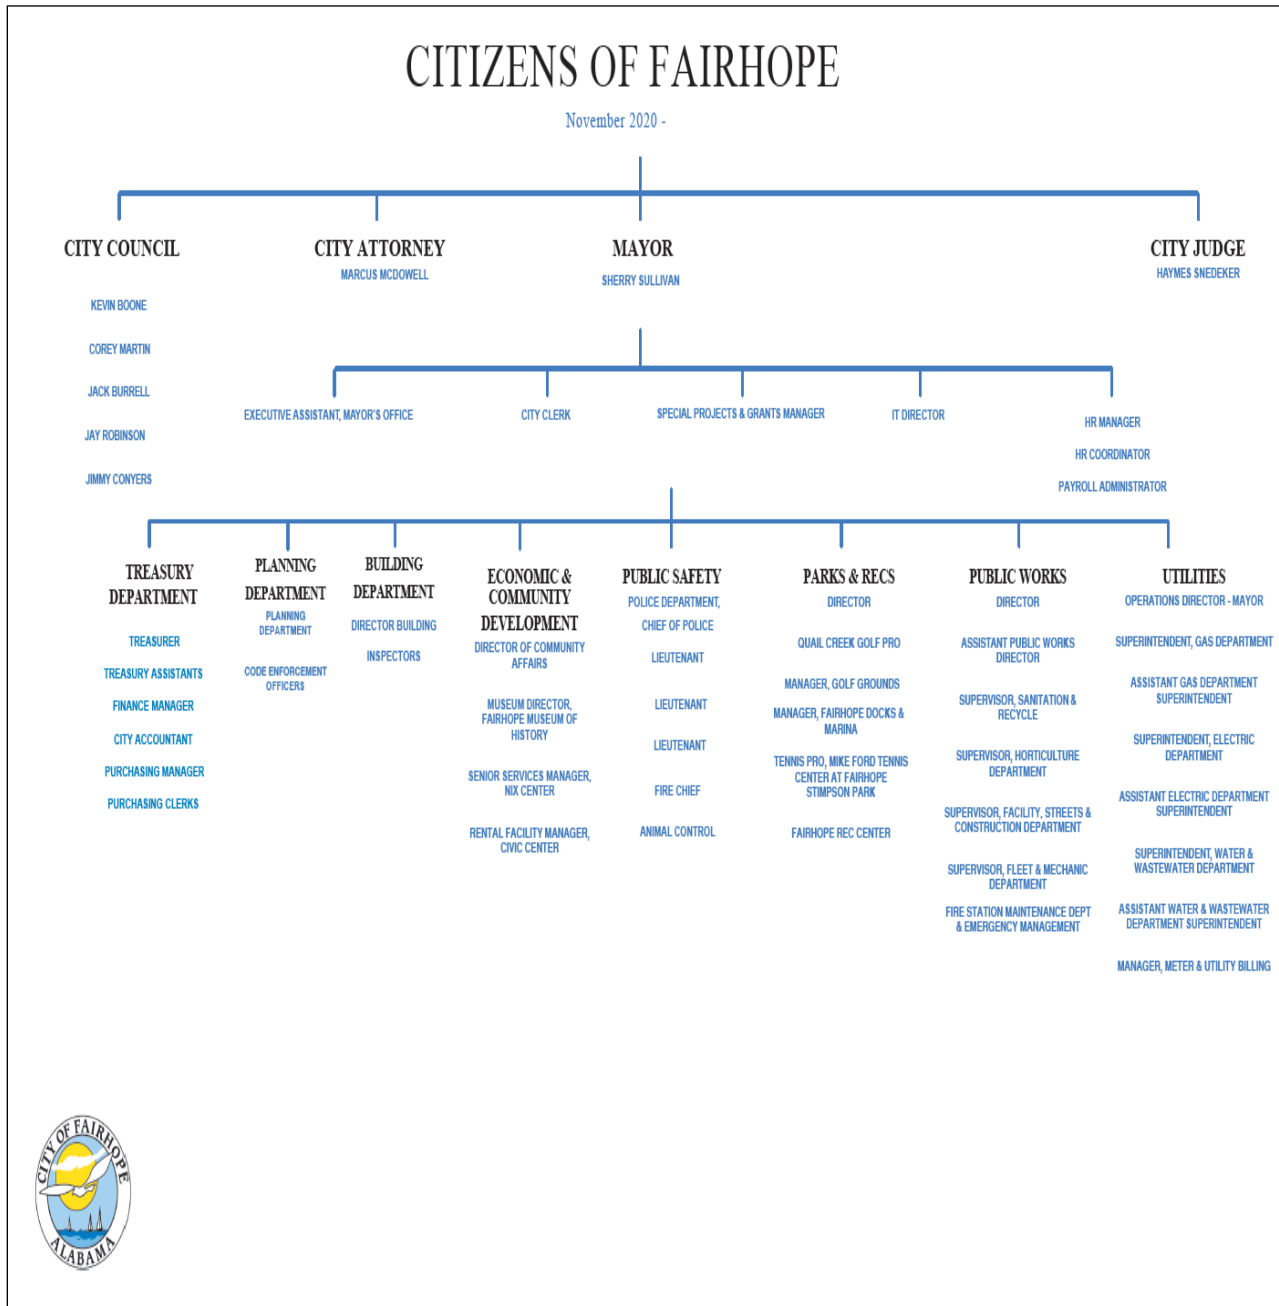 CITIZENS OF FAIRHOPE
November 2020 -
CITY COUNCIL
KEVIN BOONE
COREY MARTIN
JACK BURRELL
JAY ROBINSON
JIMMY CONYERS
CITY ATTORNEY
MARCUS MCDOWELL
MAYOR
SHERRY SULLIVAN
CITY JUDGE
HAYMES SNEDEKER
EXECUTIVE ASSISTANT, MAYOR'S OFFICE
CITY CLERK
SPECIAL PROJECTS & GRANTS MANAGER
IT DIRECTOR
HR MANAGER
HR COORDINATOR
PAYROLL ADMINISTRATOR
TREASURY
DEPARTMENT
TREASURER
TREASURY ASSISTANTS
FINANCE MANAGER
CITY ACCOUNTANT
PURCHASING MANAGER
PURCHASING CLERKS
PLANNING
DEPARTMENT
PLANNING
DEPARTMENT
CODE ENFORCEMENT
OFFICERS
BUILDING
DEPARTMENT
DIRECTOR BUILDING
INSPECTORS
ECONOMIC &
COMMUNITY
DEVELOPMENT
DIRECTOR OF COMMUNITY
AFFAIRS
MUSEUM DIRECTOR,
FAIRHOPE MUSEUM OF
HISTORY
SENIOR SERVICES MANAGER,
NIX CENTER
RENTAL FACILITY MANAGER,
CIVIC CENTER
PUBLIC SAFETY
POLICE DEPARTMENT,
CHIEF OF POLICE
LIEUTENANT
LIEUTENANT
LIEUTENANT
FIRE CHIEF
ANIMAL CONTROL
PARKS & RECS
DIRECTOR
QUAIL CREEK GOLF PRO
MANAGER, GOLF GROUNDS
MANAGER, FAIRHOPE DOCKS &
MARINA
TENNIS PRO, MIKE FORD TENNIS
CENTER AT FAIRHOPE
STIMPSON PARK
FAIRHOPE REC CENTER
PUBLIC WORKS
DIRECTOR
ASSISTANT PUBLIC WORKS
DIRECTOR
SUPERVISOR, SANITATION &
RECYCLE
SUPERVISOR, HORTICULTURE
DEPARTMENT
SUPERVISOR, FACILITY, STREETS &
CONSTRUCTION DEPARTMENT
SUPERVISOR, FLEET & MECHANIC
DEPARTMENT
FIRE STATION MAINTENANCE DEPT
& EMERGENCY MANAGEMENT
UTILITIES
OPERATIONS DIRECTOR - MAYOR
SUPERINTENDENT, GAS DEPARTMENT
ASSISTANT GAS DEPARTMENT
SUPERINTENDENT
SUPERINTENDENT, ELECTRIC
DEPARTMENT
ASSISTANT ELECTRIC DEPARTMENT
SUPERINTENDENT
SUPERINTENDENT, WATER &
WASTEWATER DEPARTMENT
ASSISTANT WATER & WASTEWATER
DEPARTMENT SUPERINTENDENT
MANAGER, METER & UTILITY BILLING
CITY OF FAIRHOPE
ALABAMA